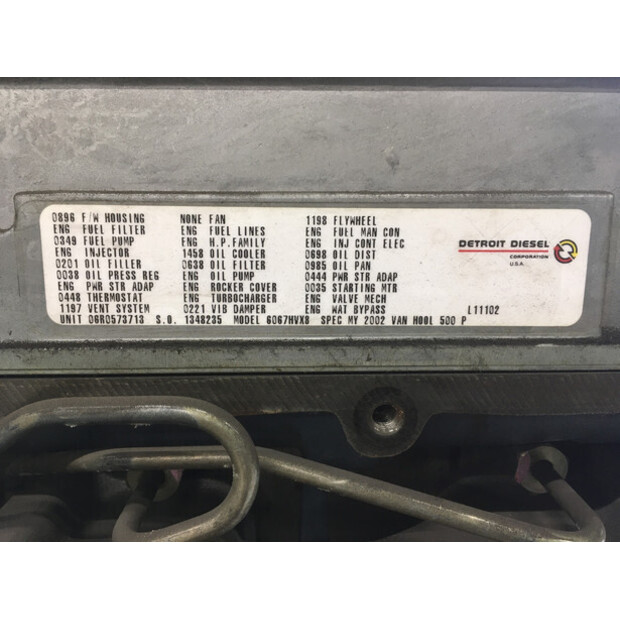 0896 F/W HOUSING NONE FAN 1198 FLYWHEEL
ENG FUEL FILTER ENG FUEL LINES ENG FUEL MAN CON
0349 FUEL PUMP ENG H.P.FAMILY ENG INJ CONT ELEC
ENG INJECTOR 1458 OIL COOLER 0698 OIL DIST
0201 OIL FILLER 0638 OIL FILTER 0985 OIL PAN
0038 OIL PRESS REG ENG OIL PUMP 0444 PWR STR ADAP
ENG PWR STR ADAP ENG ROCKER COVER 0035 STARTING MTR
0448 THERMOSTAT ENG TURBOCHARGER ENG VALVE MECH
1197 VENT SYSTEM 0221 VIB DAMPER ENG WAT BYPASS L11102
UNIT 06R0573713 S.O. 1348235 MODEL 6067HVX8 SPEC MY 2002 VAN HOOL 500 P
DETROIT DIESEL
CORPORATION
U.S.A.